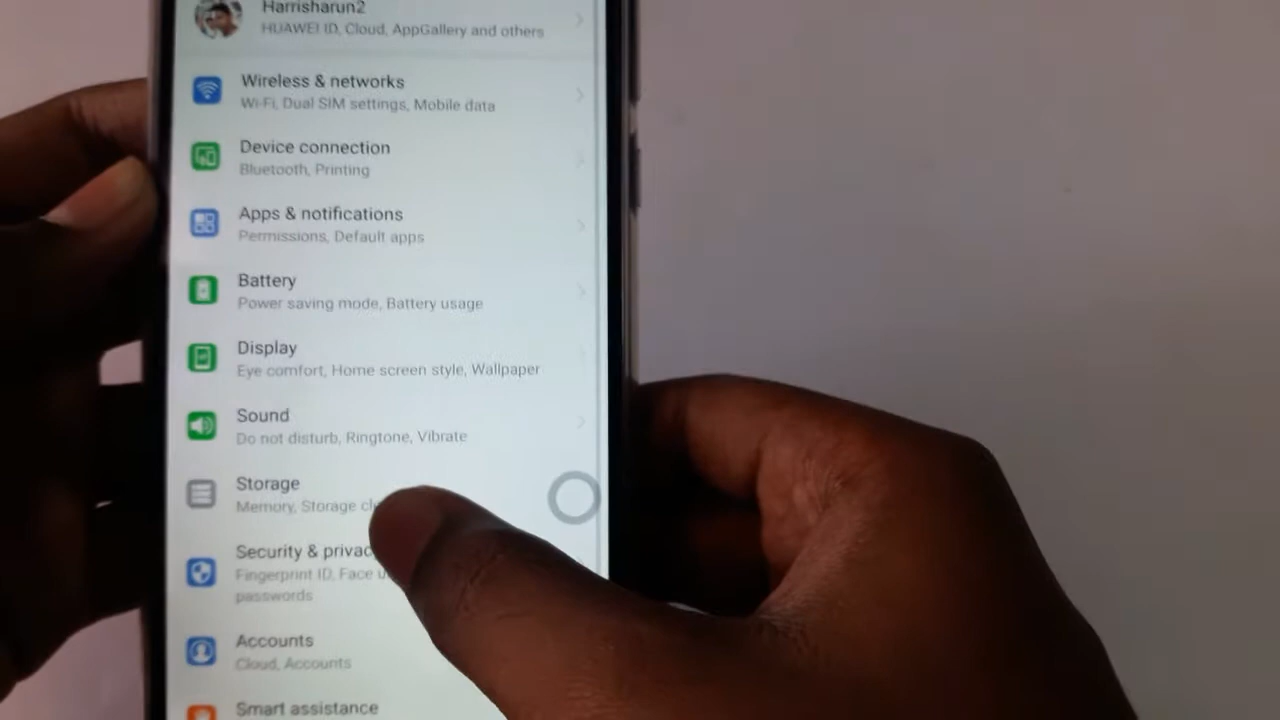 Harrisharun2
HUAWEI ID, Cloud, AppGallery and others
Wireless & networks
Wi-Fi, Dual SIM settings, Mobile data
Device connection
Bluetooth, Printing
Apps & notifications
Permissions, Default apps
Battery
Power saving mode, Battery usage
Display
Eye comfort, Home screen style, Wallpaper
Sound
Do not disturb, Ringtone, Vibrate
Storage
Memory, Storage
Security &
Fingerprint ID, Face
passwords
Accounts
Cloud, Accounts
Smart assistance